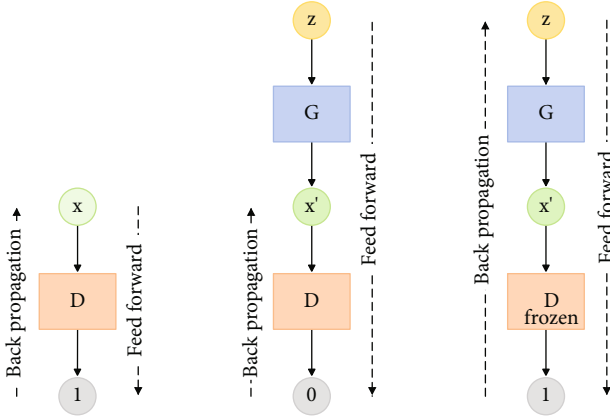 x
D
1
Back propagation
Feed forward
z
G
x'
D
0
Back propagation
Feed forward
z
G
x'
D
frozen
1
Back propagation
Feed forward